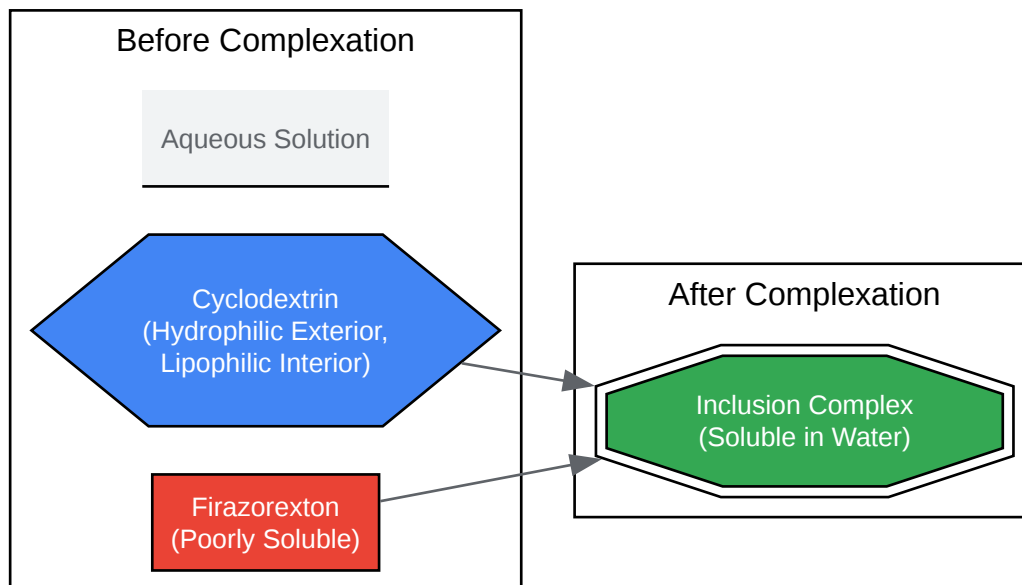 Before Complexation
Aqueous Solution
Cyclodextrin
(Hydrophilic Exterior,
Lipophilic Interior)
Firazorexton
(Poorly Soluble)
After Complexation
Inclusion Complex
(Soluble in Water)